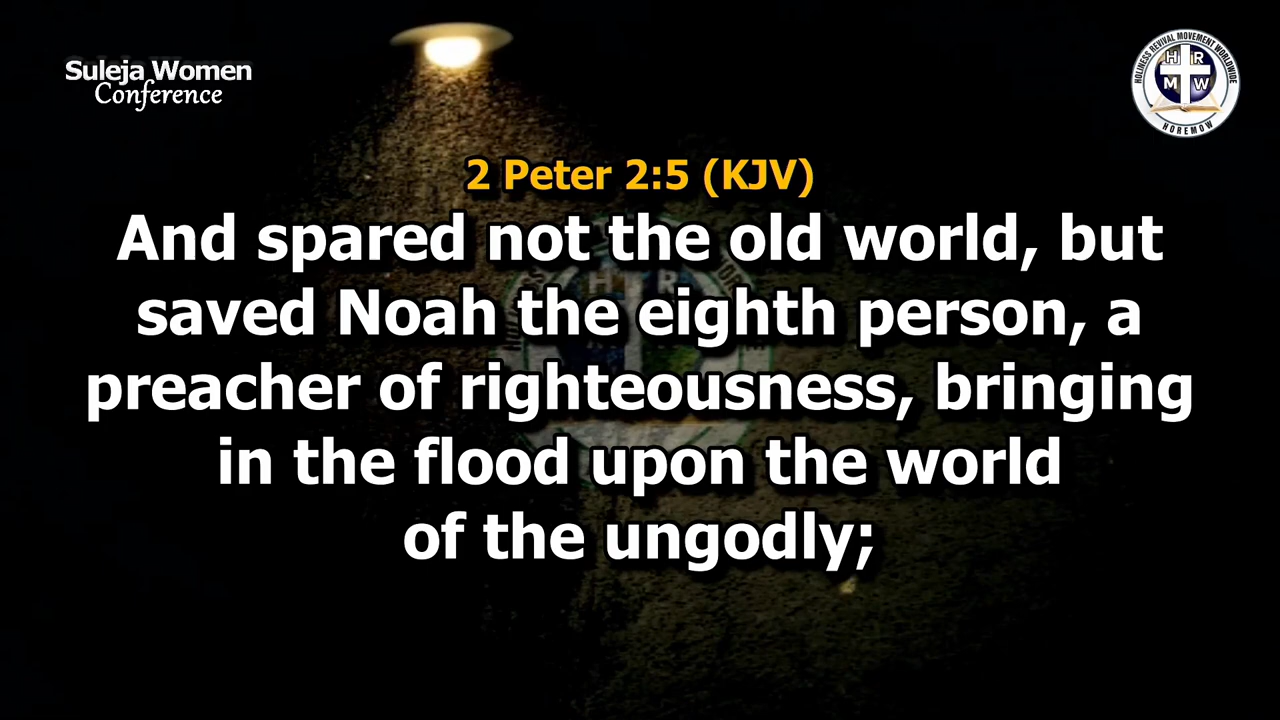 Suleja Women
Conference
HOLINESS REVIVAL MOVEMENT WORLDWIDE
H R
M W
HOREMOW
2 Peter 2:5 (KJV)
And spared not the old world, but
saved Noah the eighth person, a
preacher of righteousness, bringing
in the flood upon the world
of the ungodly;